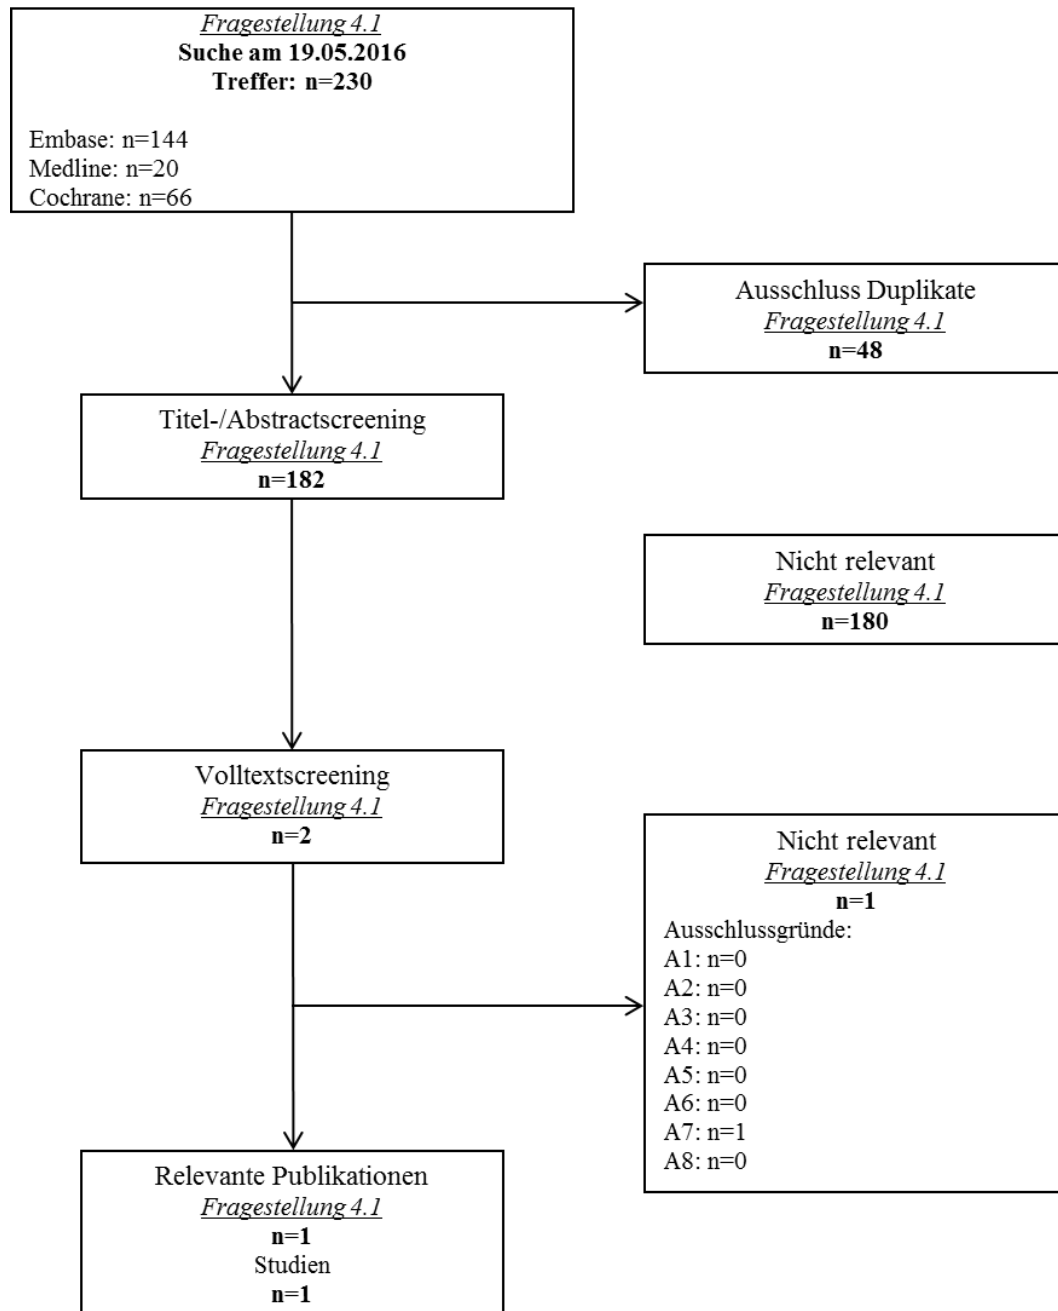 Fragestellung 4.1
Suche am 19.05.2016
Treffer: n=230
Embase: n=144
Medline: n=20
Cochrane: n=66
Ausschluss Duplikate
Fragestellung 4.1
n=48
Titel-/Abstractscreening
Fragestellung 4.1
n=182
Nicht relevant
Fragestellung 4.1
n=180
Volltextscreening
Fragestellung 4.1
n=2
Nicht relevant
Fragestellung 4.1
n=1
Ausschlussgründe:
A1: n=0
A2: n=0
A3: n=0
A4: n=0
A5: n=0
A6: n=0
A7: n=1
A8: n=0
Relevante Publikationen
Fragestellung 4.1
n=1
Studien
n=1